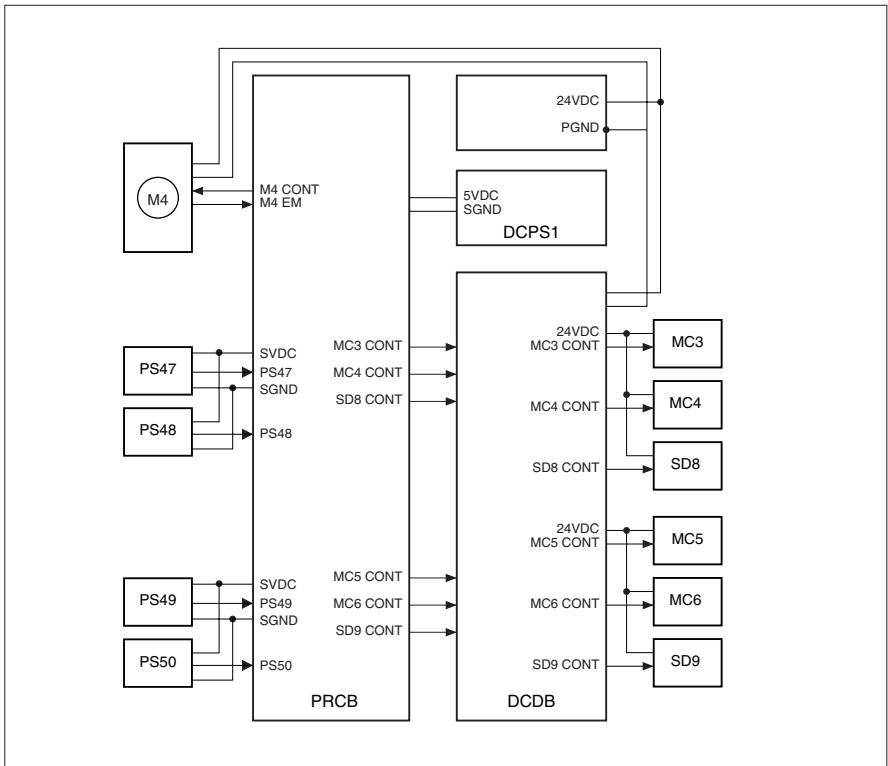 24VDC
PGND
M4
M4 CONT
M4 EM
5VDC
SGND
DCPS1
PS47
SVDC
PS47
SGND
PS48
PS48
MC3 CONT
MC4 CONT
SD8 CONT
24VDC
MC3 CONT
MC3
MC4 CONT
MC4
SD8 CONT
SD8
PS49
SVDC
PS49
SGND
PS50
PS50
MC5 CONT
MC6 CONT
SD9 CONT
24VDC
MC5 CONT
MC5
MC6 CONT
MC6
SD9 CONT
SD9
PRCB
DCDB